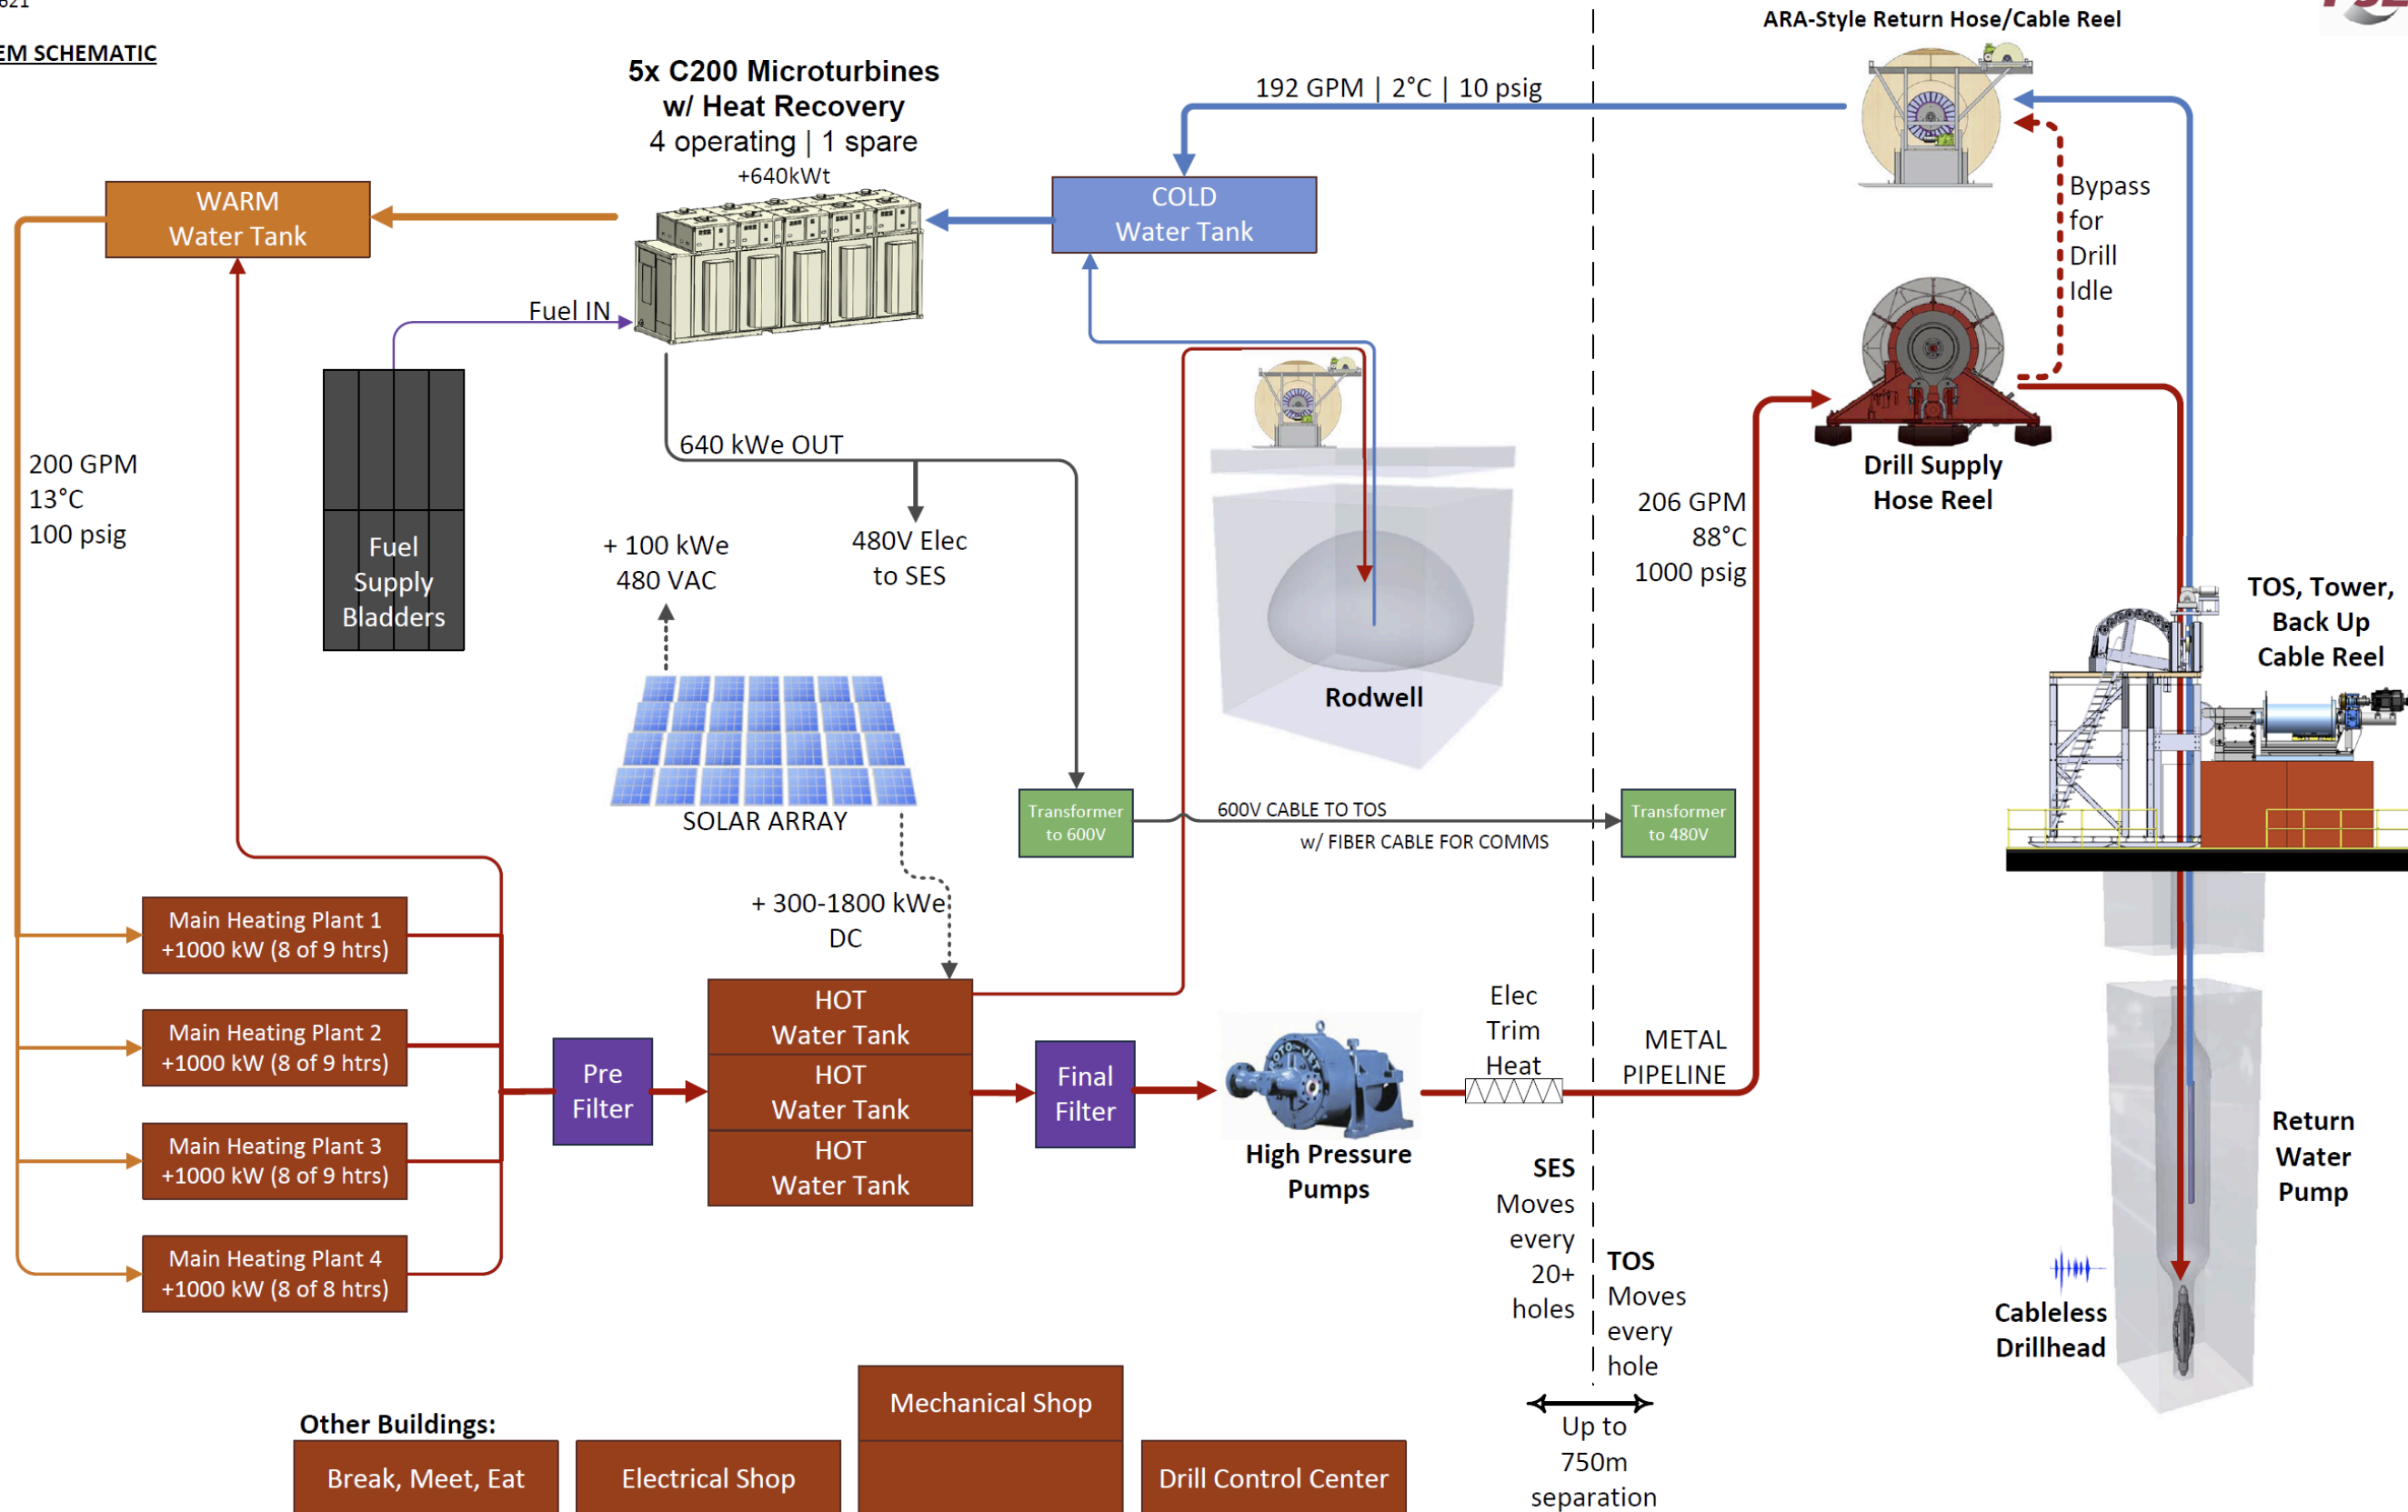 EM SCHEMATIC
5x C200 Microturbines
w/ Heat Recovery
4 operating | 1 spare
+640kWt
192 GPM | 2°C | 10 psig
ARA-Style Return Hose/Cable Reel
WARM
Water Tank
COLD
Water Tank
Bypass
for
Drill
Idle
Fuel IN
640 kWe OUT
200 GPM
13°C
100 psig
Fuel
Supply
Bladders
+ 100 kWe
480 VAC
480V Elec
to SES
206 GPM
88°C
1000 psig
Drill Supply
Hose Reel
TOS, Tower,
Back Up
Cable Reel
Rodwell
SOLAR ARRAY
Transformer
to 600V
600V CABLE TO TOS
w/ FIBER CABLE FOR COMMS
Transformer
to 480V
+ 300-1800 kWe
DC
Main Heating Plant 1
+1000 kW (8 of 9 htrs)
Main Heating Plant 2
+1000 kW (8 of 9 htrs)
Main Heating Plant 3
+1000 kW (8 of 9 htrs)
Main Heating Plant 4
+1000 kW (8 of 8 htrs)
Pre
Filter
HOT
Water Tank
HOT
Water Tank
HOT
Water Tank
Final
Filter
High Pressure
Pumps
ROTO-JET
Elec
Trim
Heat
METAL
PIPELINE
SES
Moves
every
20+
holes
TOS
Moves
every
hole
Up to
750m
separation
Return
Water
Pump
Cableless
Drillhead
Other Buildings:
Break, Meet, Eat
Electrical Shop
Mechanical Shop
Drill Control Center